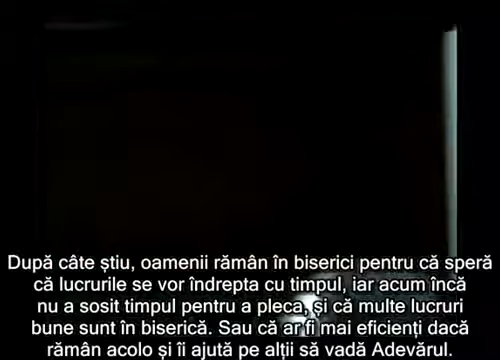 După câte știu, oamenii rămân în biserici pentru că speră
că lucrurile se vor îndrepta cu timpul, iar acum încă
nu a sosit timpul pentru a pleca, și că multe lucruri
bune sunt în biserică. Sau că ar fi mai eficienți dacă
rămân acolo și îi ajută pe alții să vadă Adevărul.